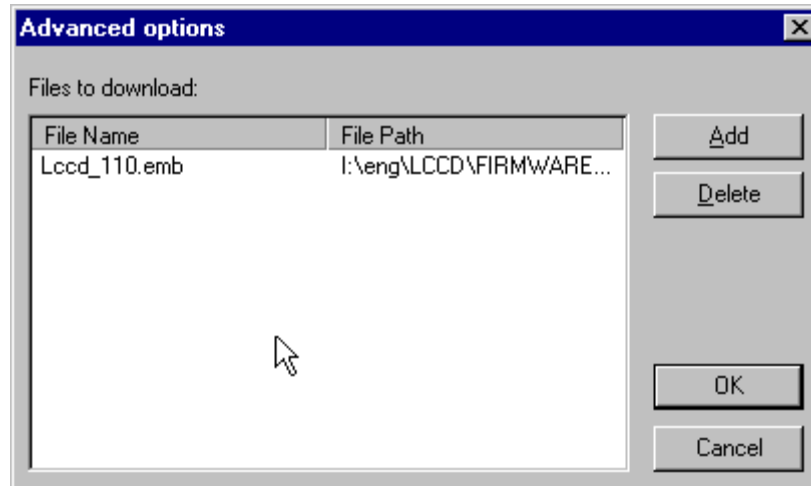 Advanced options
Files to download:
File Name File Path
Lccd_110.emb I:\eng\LCCD\FIRMWARE...
Add
Delete
OK
Cancel